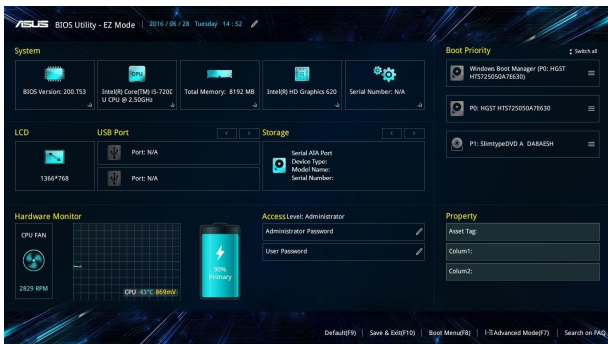 ASUS BIOS Utility - EZ Mode 2016 / 06 / 28 Tuesday 14 : 52
System
BIOS Version: 200.T53
CPU
Intel(R) Core(TM) i5-7200
U CPU @ 2.50GHz
Total Memory: 8192 MB
Intel(R) HD Graphics 620
Serial Number: N/A
Boot Priority
Switch all
Windows Boot Manager (P0: HGST
HTS725050A7E630)
P0: HGST HTS725050A7E630
P1: SlimtypeDVD A DA8AESH
LCD
1366*768
USB Port
Port: N/A
Port: N/A
Storage
Serial ATA Port
Device Type:
Model Name:
Serial Number:
Hardware Monitor
CPU FAN
2829 RPM
CPU 43°C 869mV
90%
Primary
Access Level: Administrator
Administrator Password
User Password
Property
Asset Tag:
Colum1:
Colum2:
Default(F9) | Save & Exit(F10) | Boot Menu(F8) | Advanced Mode(F7) | Search on FAQ